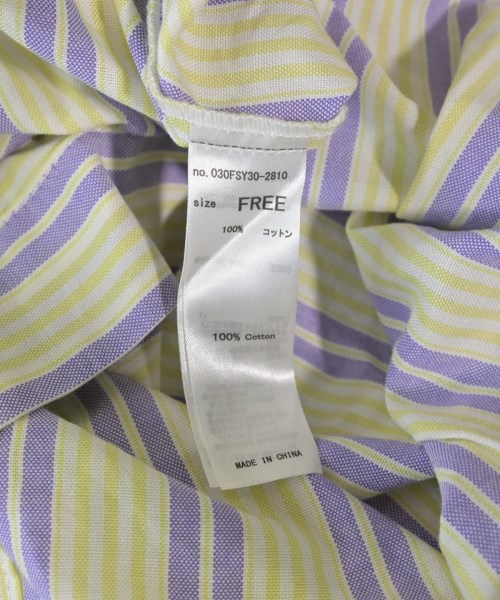 no. 030FSY30-2810
size FREE
100% コットン
100% Cotton
MADE IN CHINA